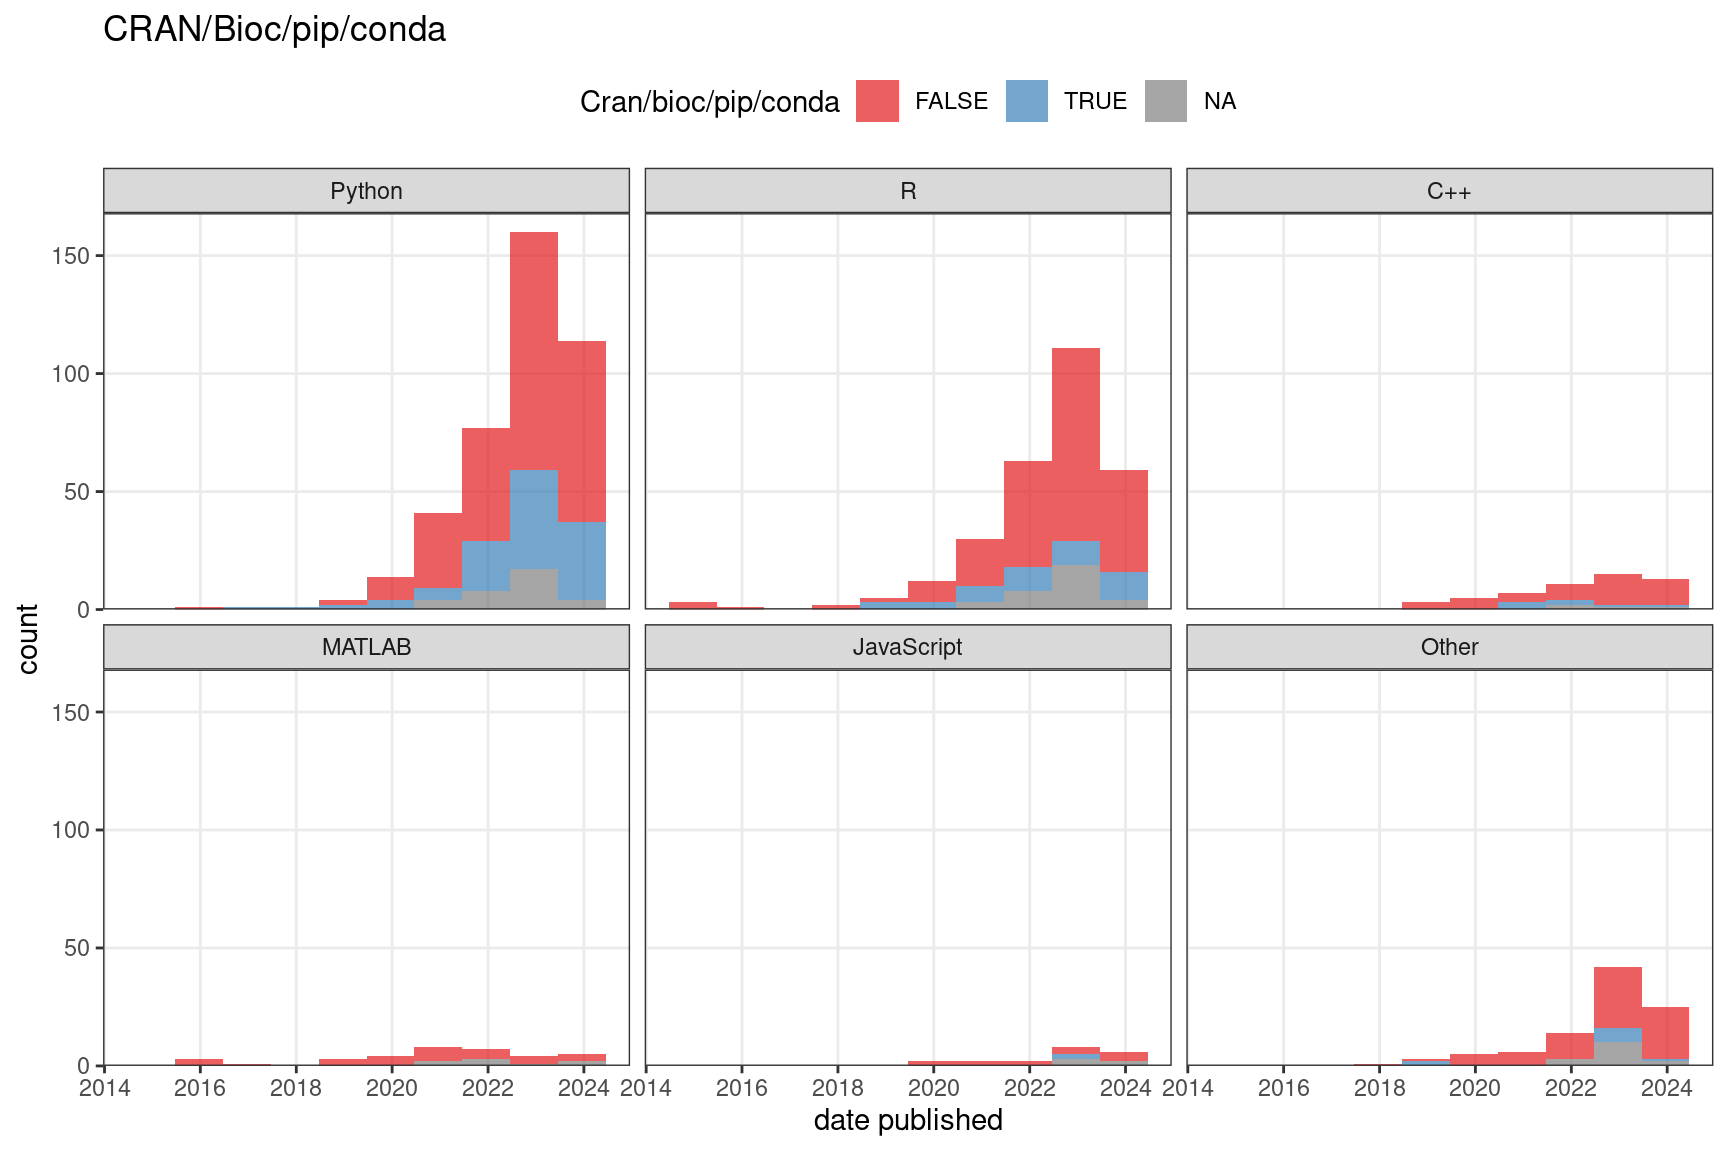 CRAN/Bioc/pip/conda
Cran/bioc/pip/conda FALSE TRUE NA
Python R C++
150
100
50
0
count
MATLAB JavaScript Other
150
100
50
0
2014 2016 2018 2020 2022 2024 2014 2016 2018 2020 2022 2024 2014 2016 2018 2020 2022 2024
date published